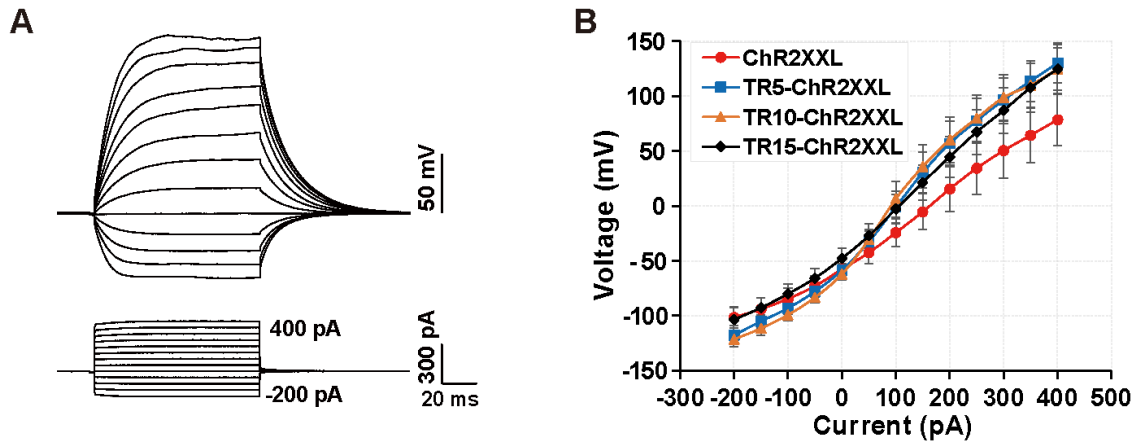 A
50 mV
400 pA
-200 pA
300 pA
20 ms
B
ChR2XXL
TR5-ChR2XXL
TR10-ChR2XXL
TR15-ChR2XXL
Voltage (mV)
150
100
50
0
-50
-100
-150
-300 -200 -100 0 100 200 300 400 500
Current (pA)